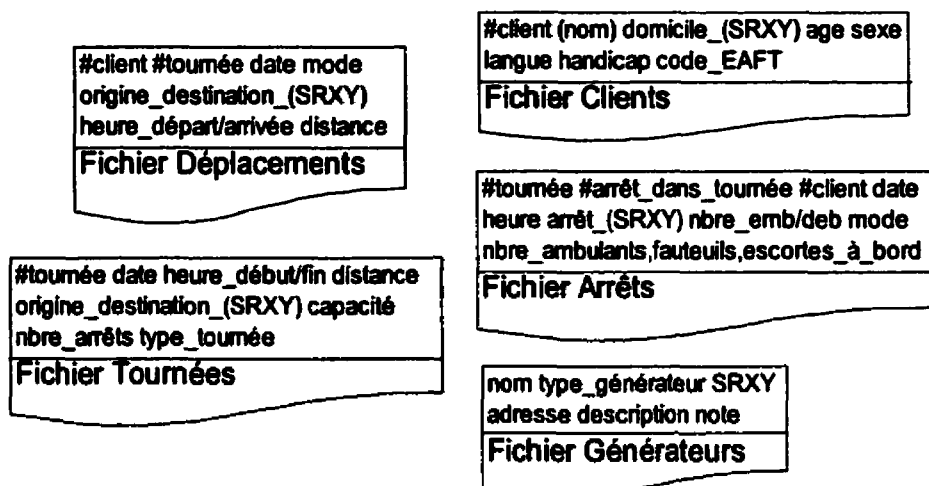 #client #tournée date mode
origine_destination_(SRXY)
heure_départ/arrivée distance
Fichier Déplacements
#tournée date heure_début/fin distance
origine_destination_(SRXY) capacité
nbre_arrêts type_tournée
Fichier Tournées
#client (nom) domicile_(SRXY) age sexe
langue handicap code_EAFT
Fichier Clients
#tournée #arrêt_dans_tournée #client date
heure arrêt_(SRXY) nbre_emb/deb mode
nbre_ambulants,fauteuils,escortes_à_bord
Fichier Arrêts
nom type_générateur SRXY
adresse description note
Fichier Générateurs